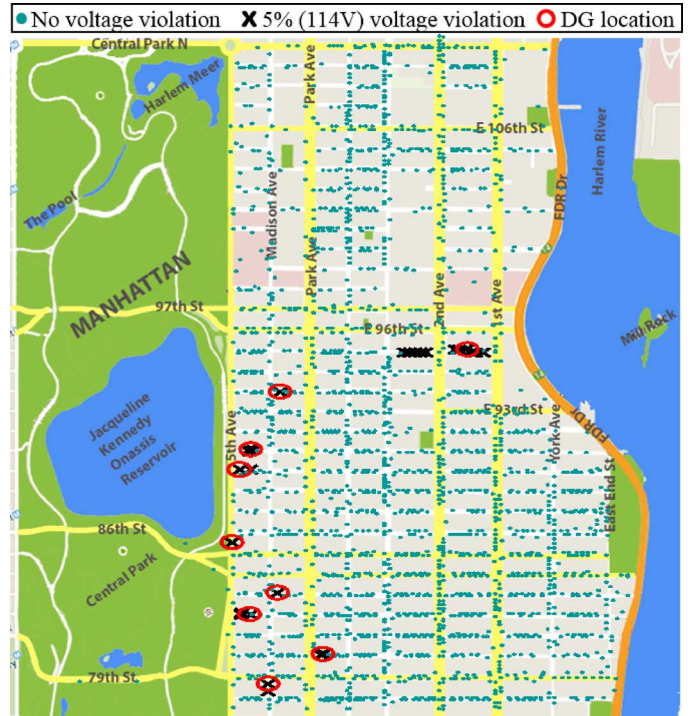 No voltage violation 5% (114V) voltage violation DG location
Central Park N
Park Ave
Harlem Meer
E 106th St
Harlem River
The Pool
Madison Ave
FDR Dr
MANHATTAN
Park Ave
2nd Ave
1st Ave
97th St
E 96th St
Mill Rock
Jacqueline
Kennedy
Onassis
Reservoir
5th Ave
E 93rd St
York Ave
FDR Dr
East End St
86th St
Central Park
79th St